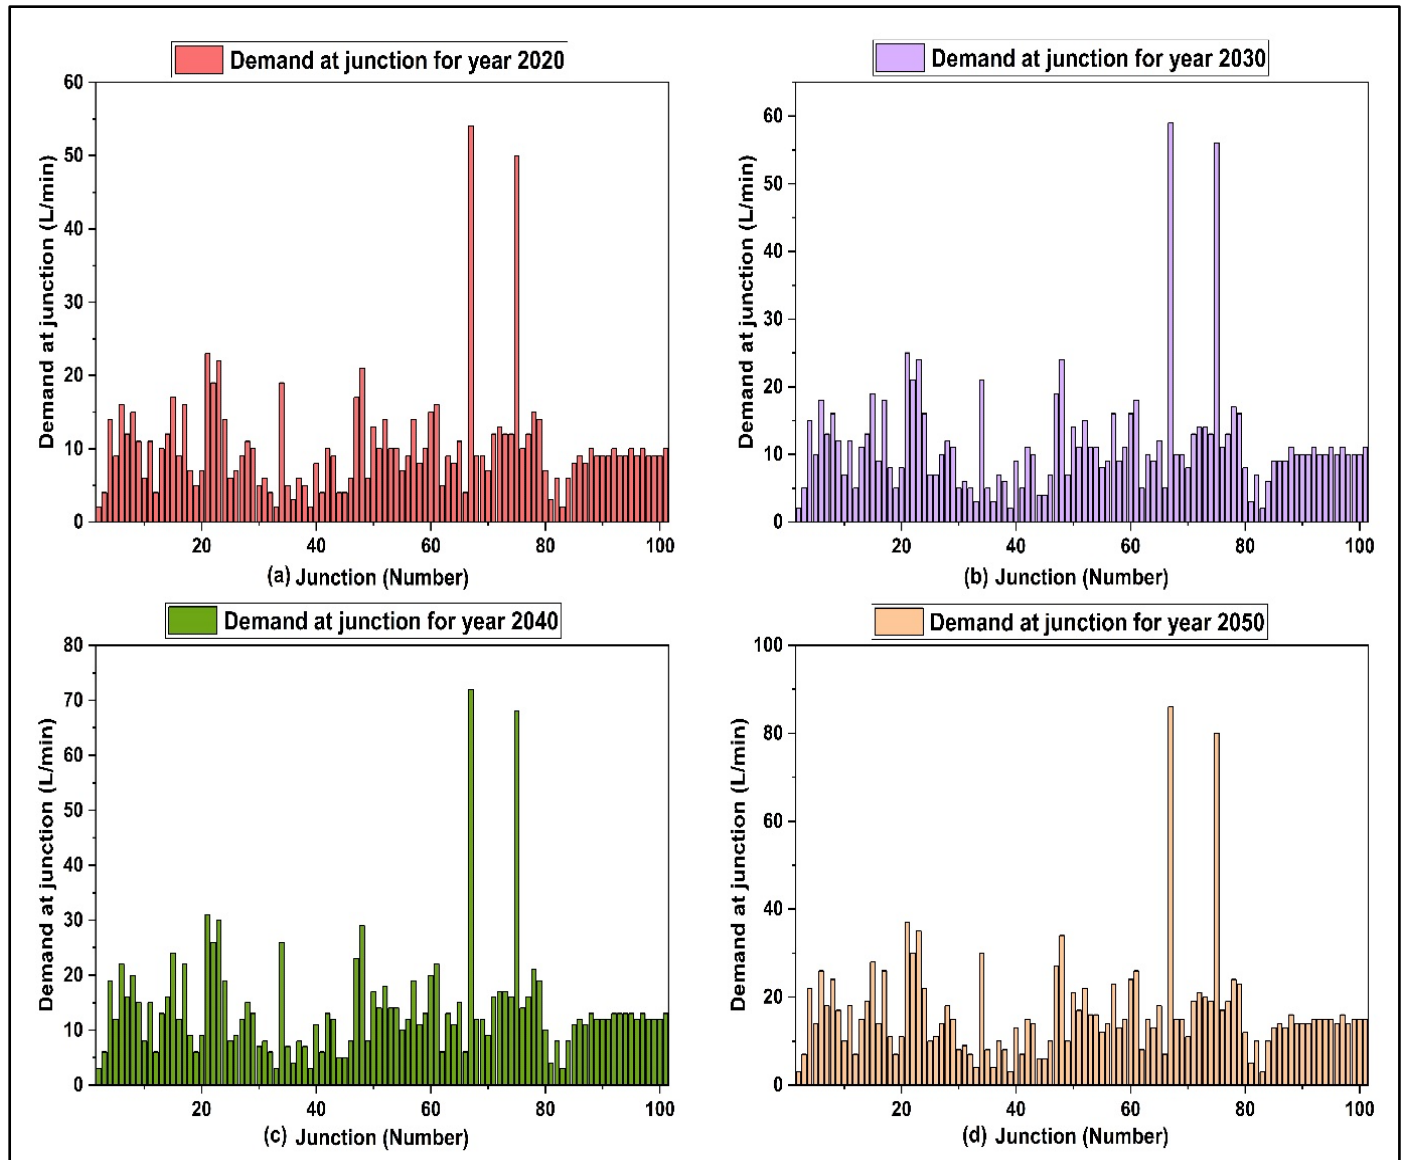 Demand at junction for year 2020
Demand at junction (L/min)
60
50
40
30
20
10
0
20 40 60 80 100
(a) Junction (Number)
Demand at junction for year 2030
Demand at junction (L/min)
60
50
40
30
20
10
0
20 40 60 80 100
(b) Junction (Number)
Demand at junction for year 2040
Demand at junction (L/min)
80
70
60
50
40
30
20
10
0
20 40 60 80 100
(c) Junction (Number)
Demand at junction for year 2050
Demand at junction (L/min)
100
80
60
40
20
0
20 40 60 80 100
(d) Junction (Number)